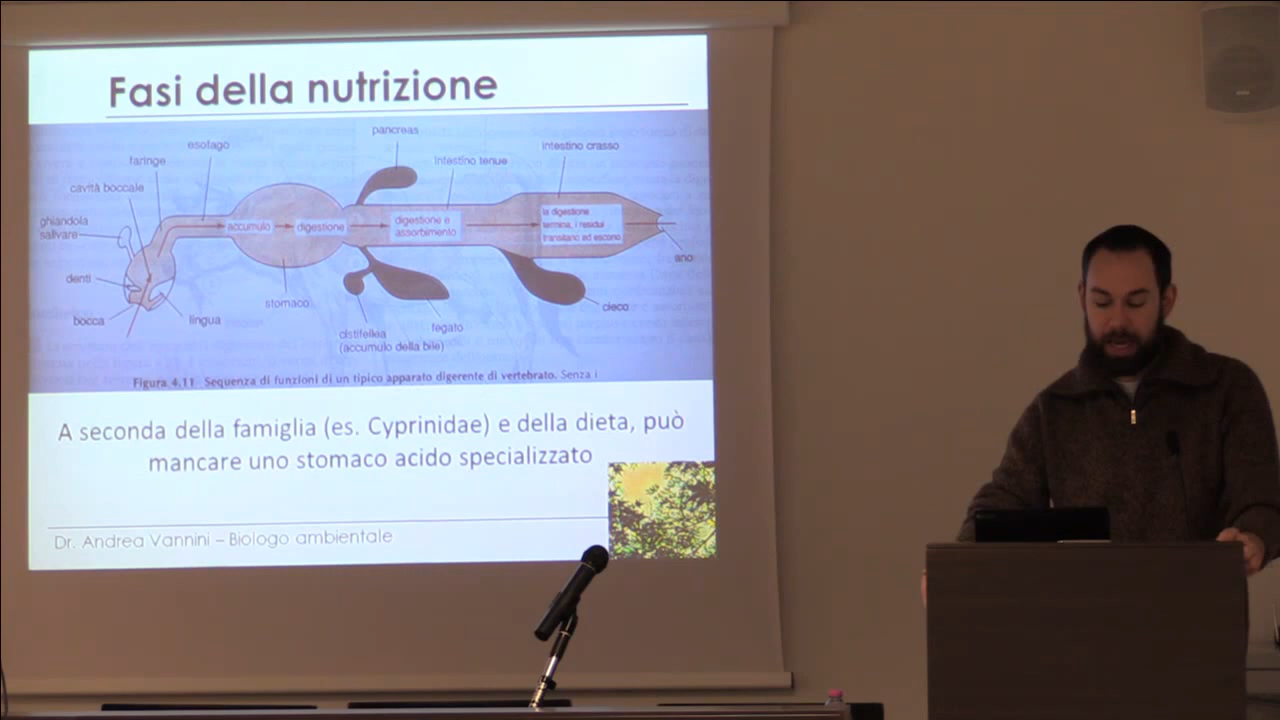 Fasi della nutrizione
pancreas
esofago
intestino crasso
faringe
intestino tenue
cavità boccale
ghiandola
salivare
accumulo
digestione
digestione e
assorbimento
la digestione
termina, i residui
transitano ed escono
ano
denti
stomaco
cieco
bocca
lingua
cistifellea
(accumulo della bile)
fegato
Figura 4.11 Sequenza di funzioni di un tipico apparato digerente di vertebrato. Senza i
A seconda della famiglia (es. Cyprinidae) e della dieta, può
mancare uno stomaco acido specializzato
Dr. Andrea Vannini – Biologo ambientale